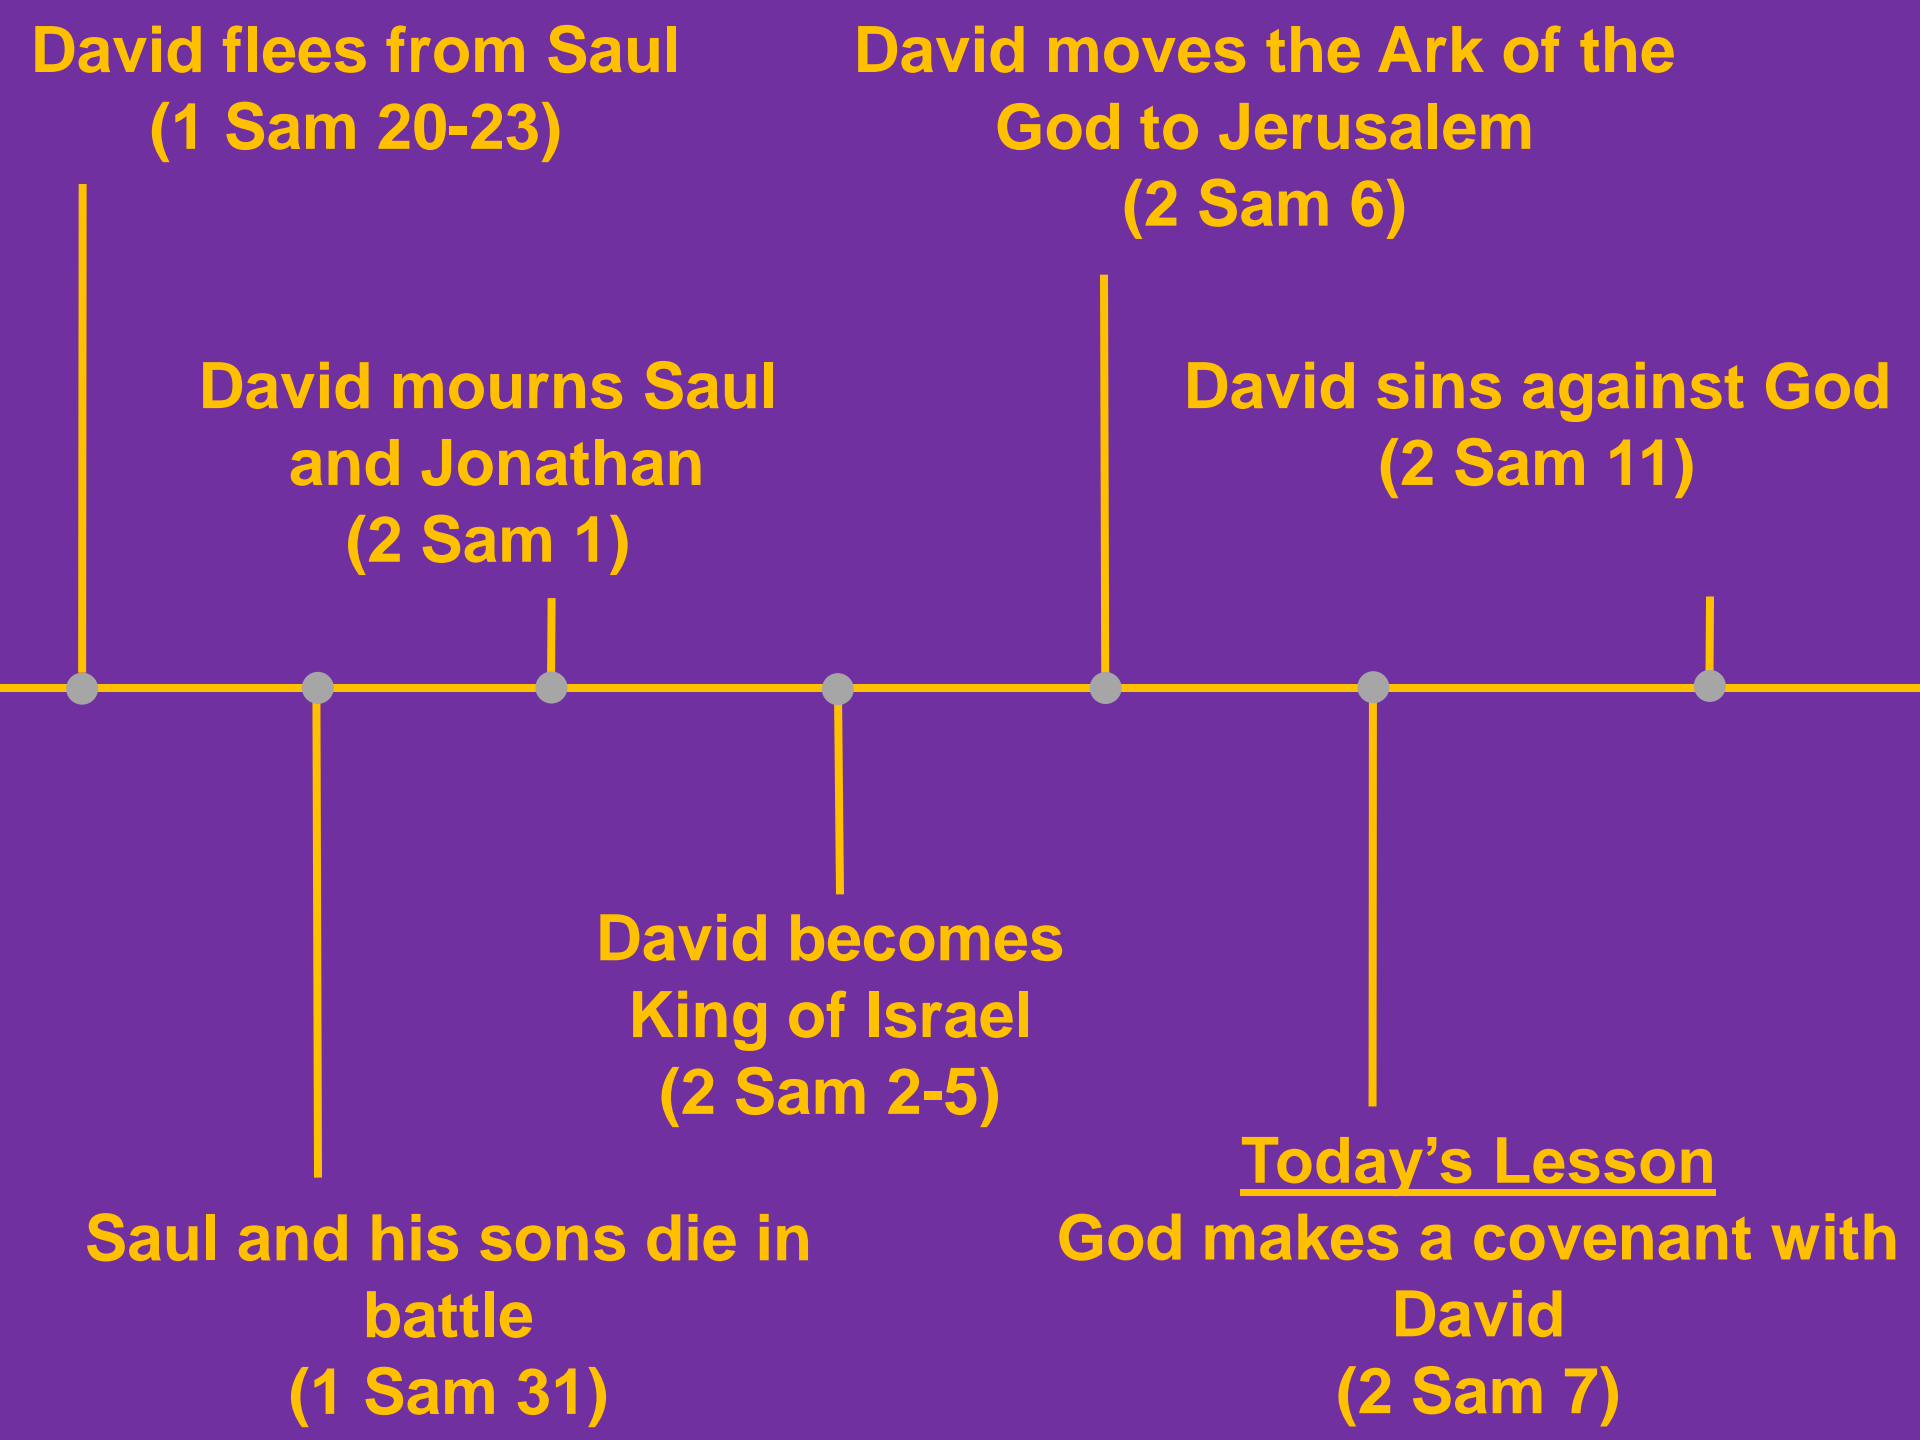 David flees from Saul
(1 Sam 20-23)
David moves the Ark of the
God to Jerusalem
(2 Sam 6)
David mourns Saul
and Jonathan
(2 Sam 1)
David sins against God
(2 Sam 11)
David becomes
King of Israel
(2 Sam 2-5)
Saul and his sons die in
battle
(1 Sam 31)
Today’s Lesson
God makes a covenant with
David
(2 Sam 7)